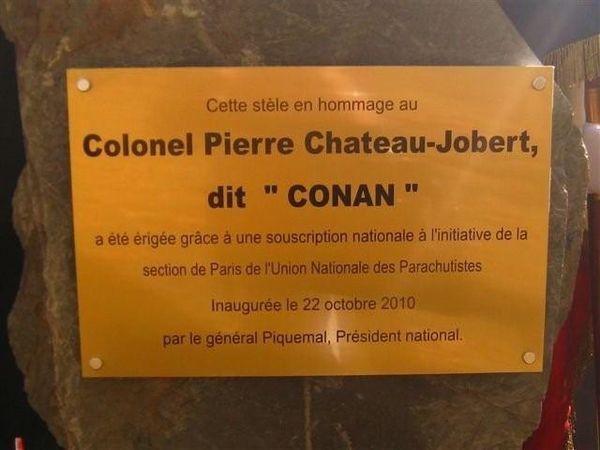 Cette stèle en hommage au
Colonel Pierre Chateau-Jobert,
dit " CONAN "
a été érigée grâce à une souscription nationale à l'initiative de la
section de Paris de l'Union Nationale des Parachutistes
Inaugurée le 22 octobre 2010
par le général Piquemal, Président national.